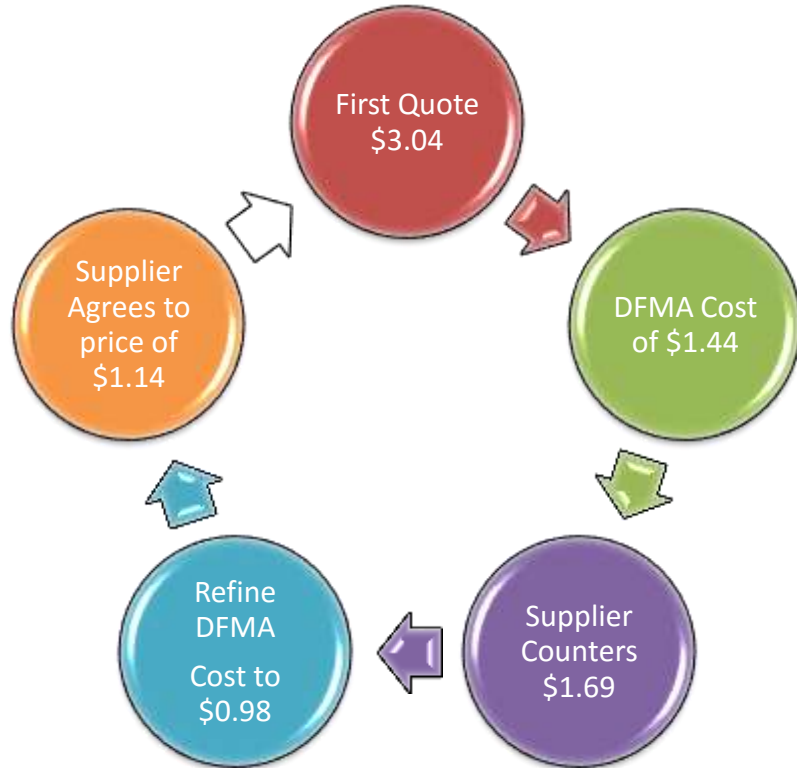 First Quote
$3.04
DFMA Cost
of $1.44
Supplier
Counters
$1.69
Refine
DFMA
Cost to
$0.98
Supplier
Agrees to
price of
$1.14